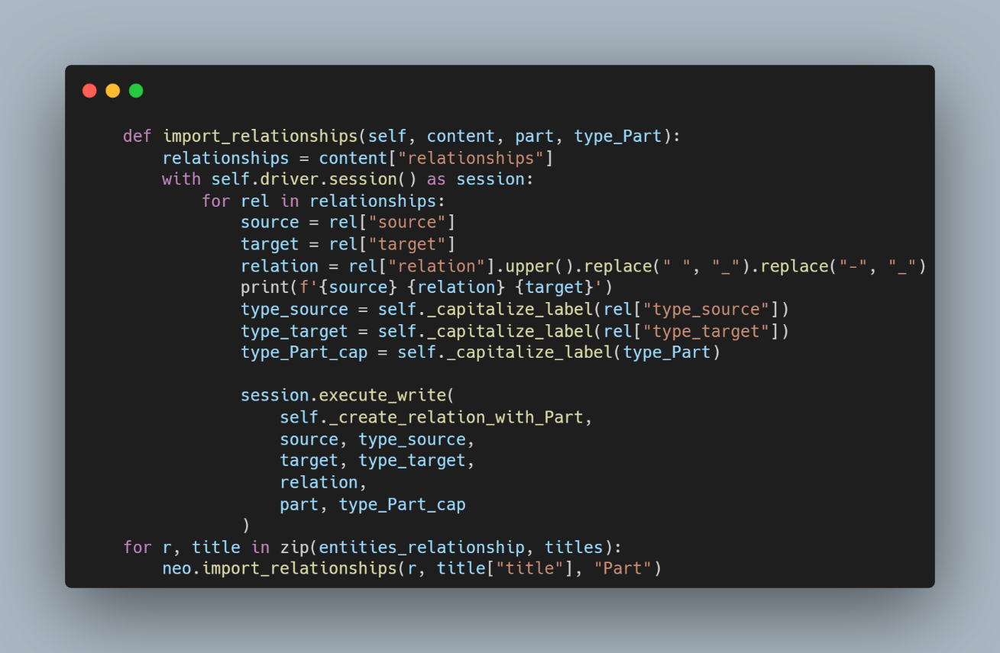 def import_relationships(self, content, part, type_Part):
    relationships = content["relationships"]
    with self.driver.session() as session:
        for rel in relationships:
            source = rel["source"]
            target = rel["target"]
            relation = rel["relation"].upper().replace(" ", "_").replace("-", "_")
            print(f'{source} {relation} {target}')
            type_source = self._capitalize_label(rel["type_source"])
            type_target = self._capitalize_label(rel["type_target"])
            type_Part_cap = self._capitalize_label(type_Part)

            session.execute_write(
                self._create_relation_with_Part,
                source, type_source,
                target, type_target,
                relation,
                part, type_Part_cap
            )
for r, title in zip(entities_relationship, titles):
    neo.import_relationships(r, title["title"], "Part")